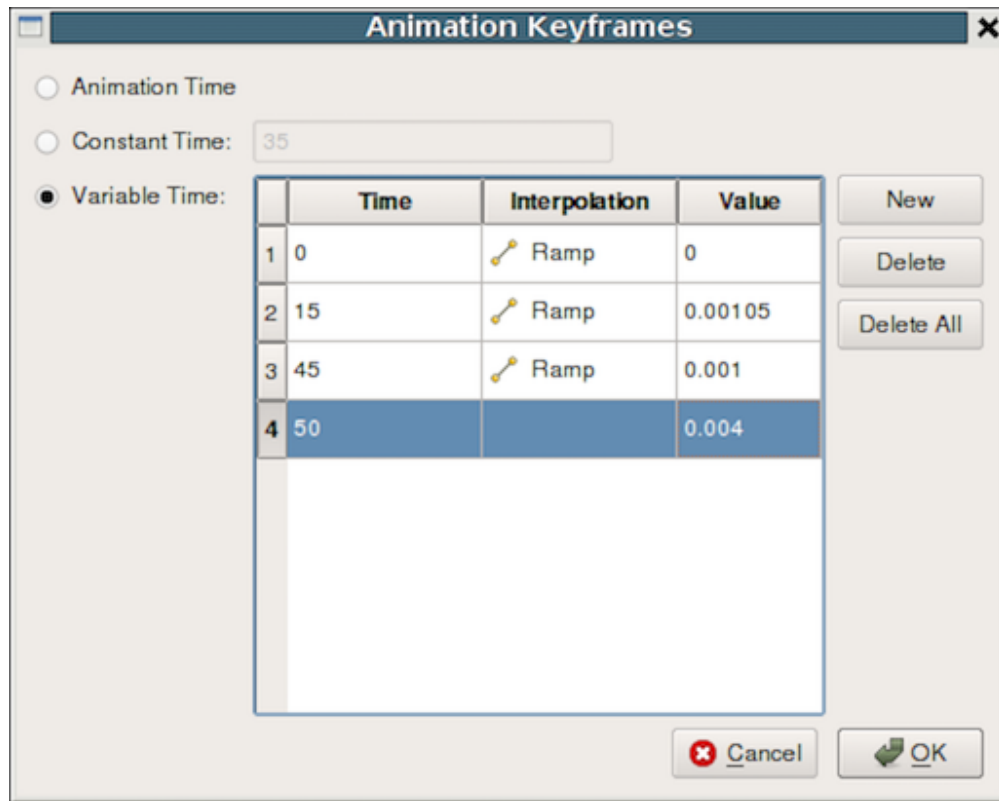 Animation Keyframes
Animation Time
Constant Time: 35
Variable Time:
Time Interpolation Value
1 0 Ramp 0
2 15 Ramp 0.00105
3 45 Ramp 0.001
4 50 0.004
New
Delete
Delete All
Cancel OK